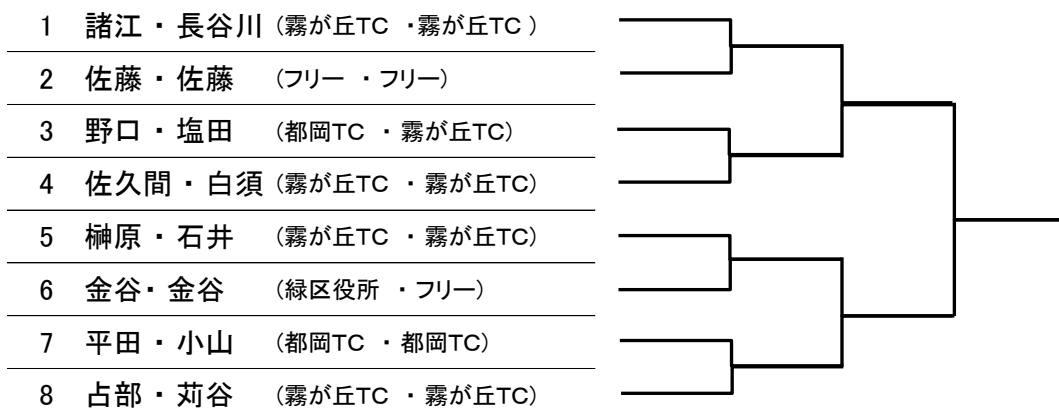 1 諸江・長谷川 (霧が丘TC ・霧が丘TC )
2 佐藤・佐藤 (フリー ・フリー)
3 野口・塩田 (都岡TC ・霧が丘TC)
4 佐久間・白須 (霧が丘TC ・霧が丘TC)
5 榊原・石井 (霧が丘TC ・霧が丘TC)
6 金谷・金谷 (緑区役所 ・フリー)
7 平田・小山 (都岡TC ・都岡TC)
8 占部・苅谷 (霧が丘TC ・霧が丘TC)